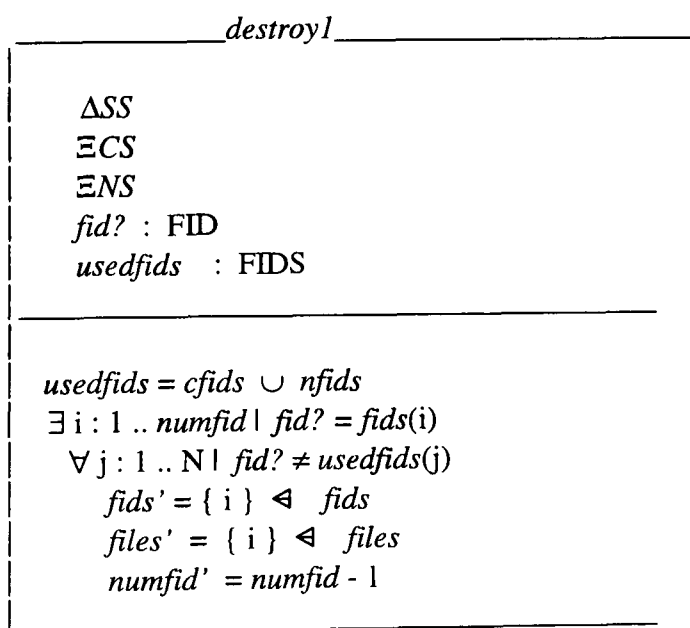 destroy1
ΔSS
ΞCS
ΞNS
fid? : FID
usedfids : FIDS
usedfids = cfids ∪ nfids
∃ i : 1 .. numfid | fid? = fids(i)
∀ j : 1 .. N | fid? ≠ usedfids(j)
fids' = { i } ⩤ fids
files' = { i } ⩤ files
numfid' = numfid - 1